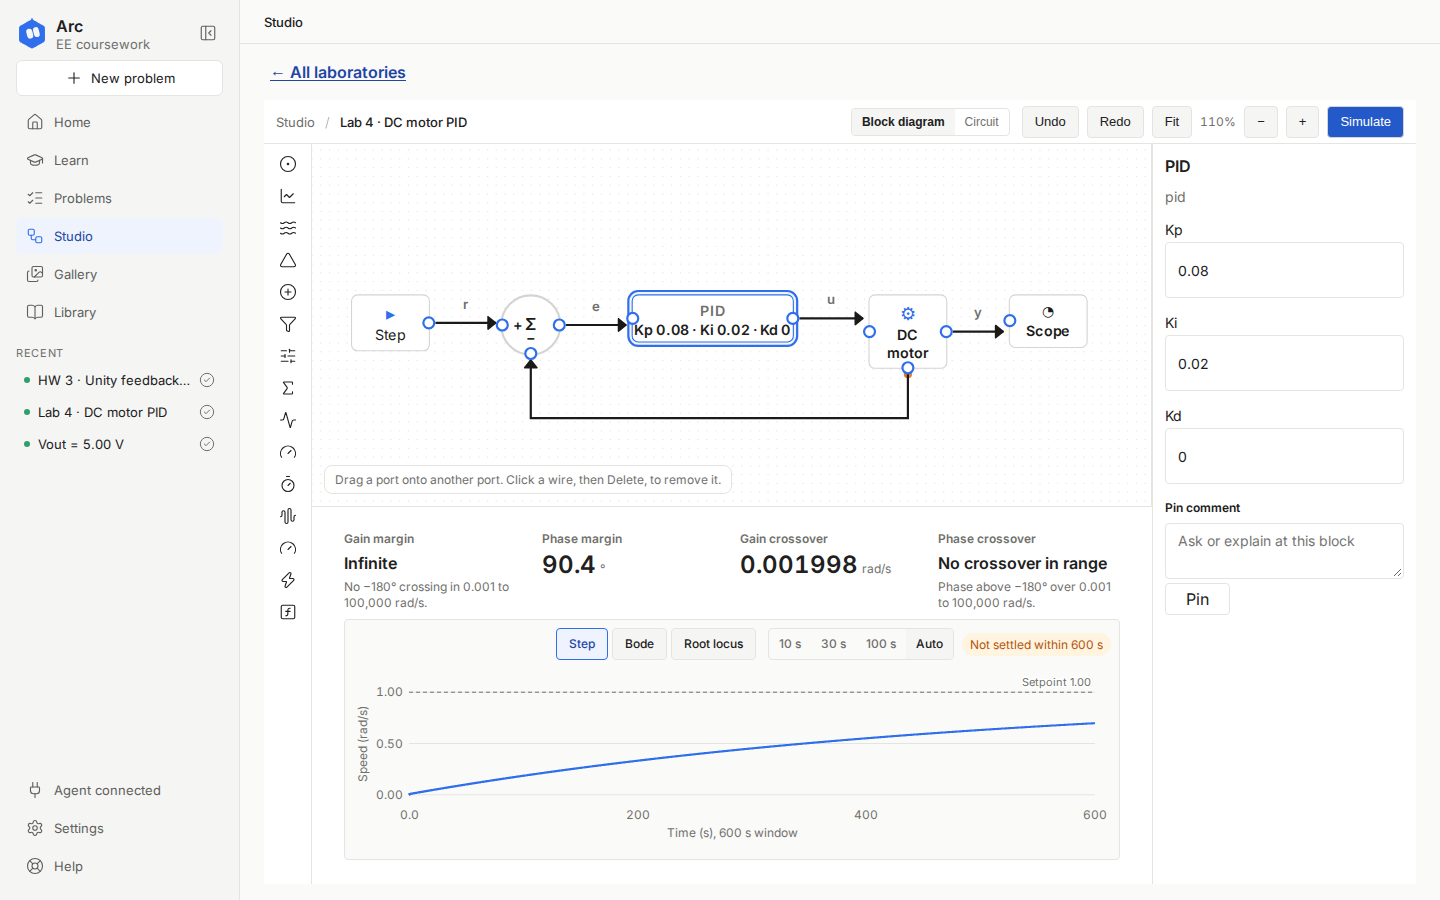 Arc
EE coursework
New problem
Home
Learn
Problems
Studio
Gallery
Library
RECENT
HW 3 · Unity feedback...
Lab 4 · DC motor PID
Vout = 5.00 V
Agent connected
Settings
Help
Studio
← All laboratories
Studio / Lab 4 · DC motor PID
Block diagram Circuit Undo Redo Fit 110% − + Simulate
Step
r
+ Σ
−
e
PID
Kp 0.08 · Ki 0.02 · Kd 0
u
DC
motor
y
Scope
Drag a port onto another port. Click a wire, then Delete, to remove it.
PID
pid
Kp
0.08
Ki
0.02
Kd
0
Pin comment
Ask or explain at this block
Pin
Gain margin
Infinite
No −180° crossing in 0.001 to
100,000 rad/s.
Phase margin
90.4 °
Gain crossover
0.001998 rad/s
Phase crossover
No crossover in range
Phase above −180° over 0.001
to 100,000 rad/s.
Step Bode Root locus 10 s 30 s 100 s Auto Not settled within 600 s
Setpoint 1.00
1.00
0.50
0.00
Speed (rad/s)
0.0 200 400 600
Time (s), 600 s window